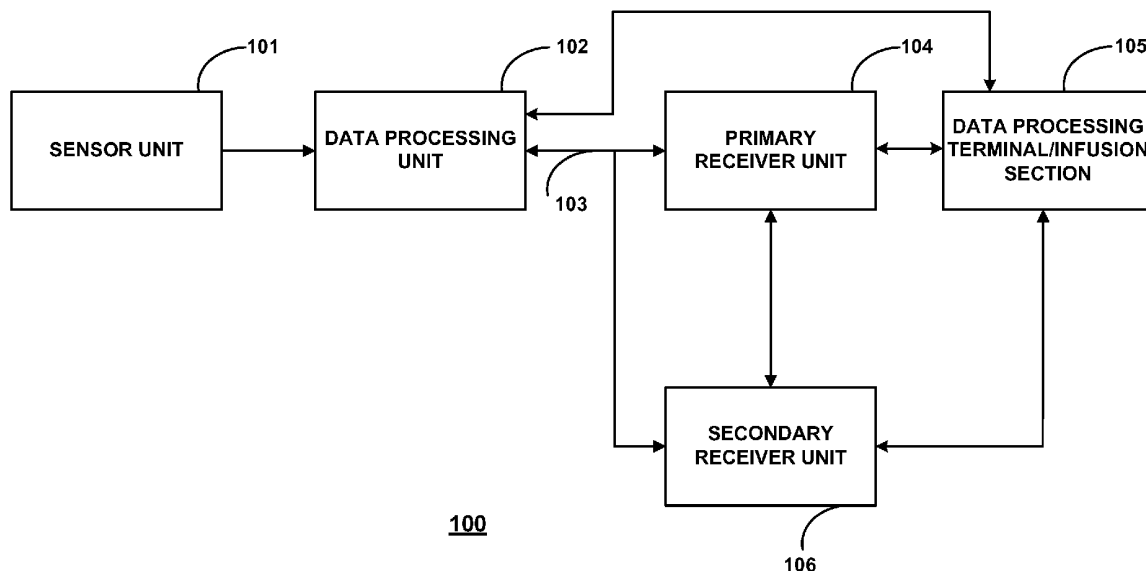 101
102
104
105
SENSOR UNIT
DATA PROCESSING
UNIT
103
PRIMARY
RECEIVER UNIT
DATA PROCESSING
TERMINAL/INFUSION
SECTION
SECONDARY
RECEIVER UNIT
106
100